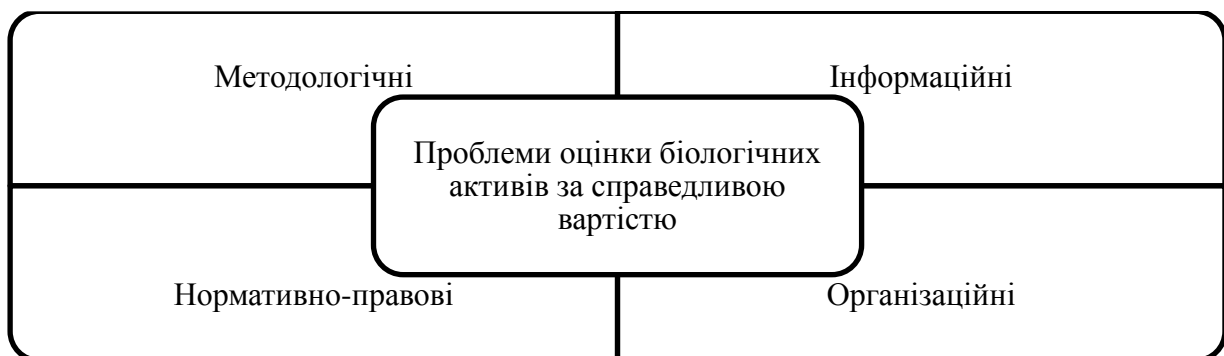 Методологічні
Інформаційні
Проблеми оцінки біологічних
активів за справедливою
вартістю
Нормативно-правові
Організаційні